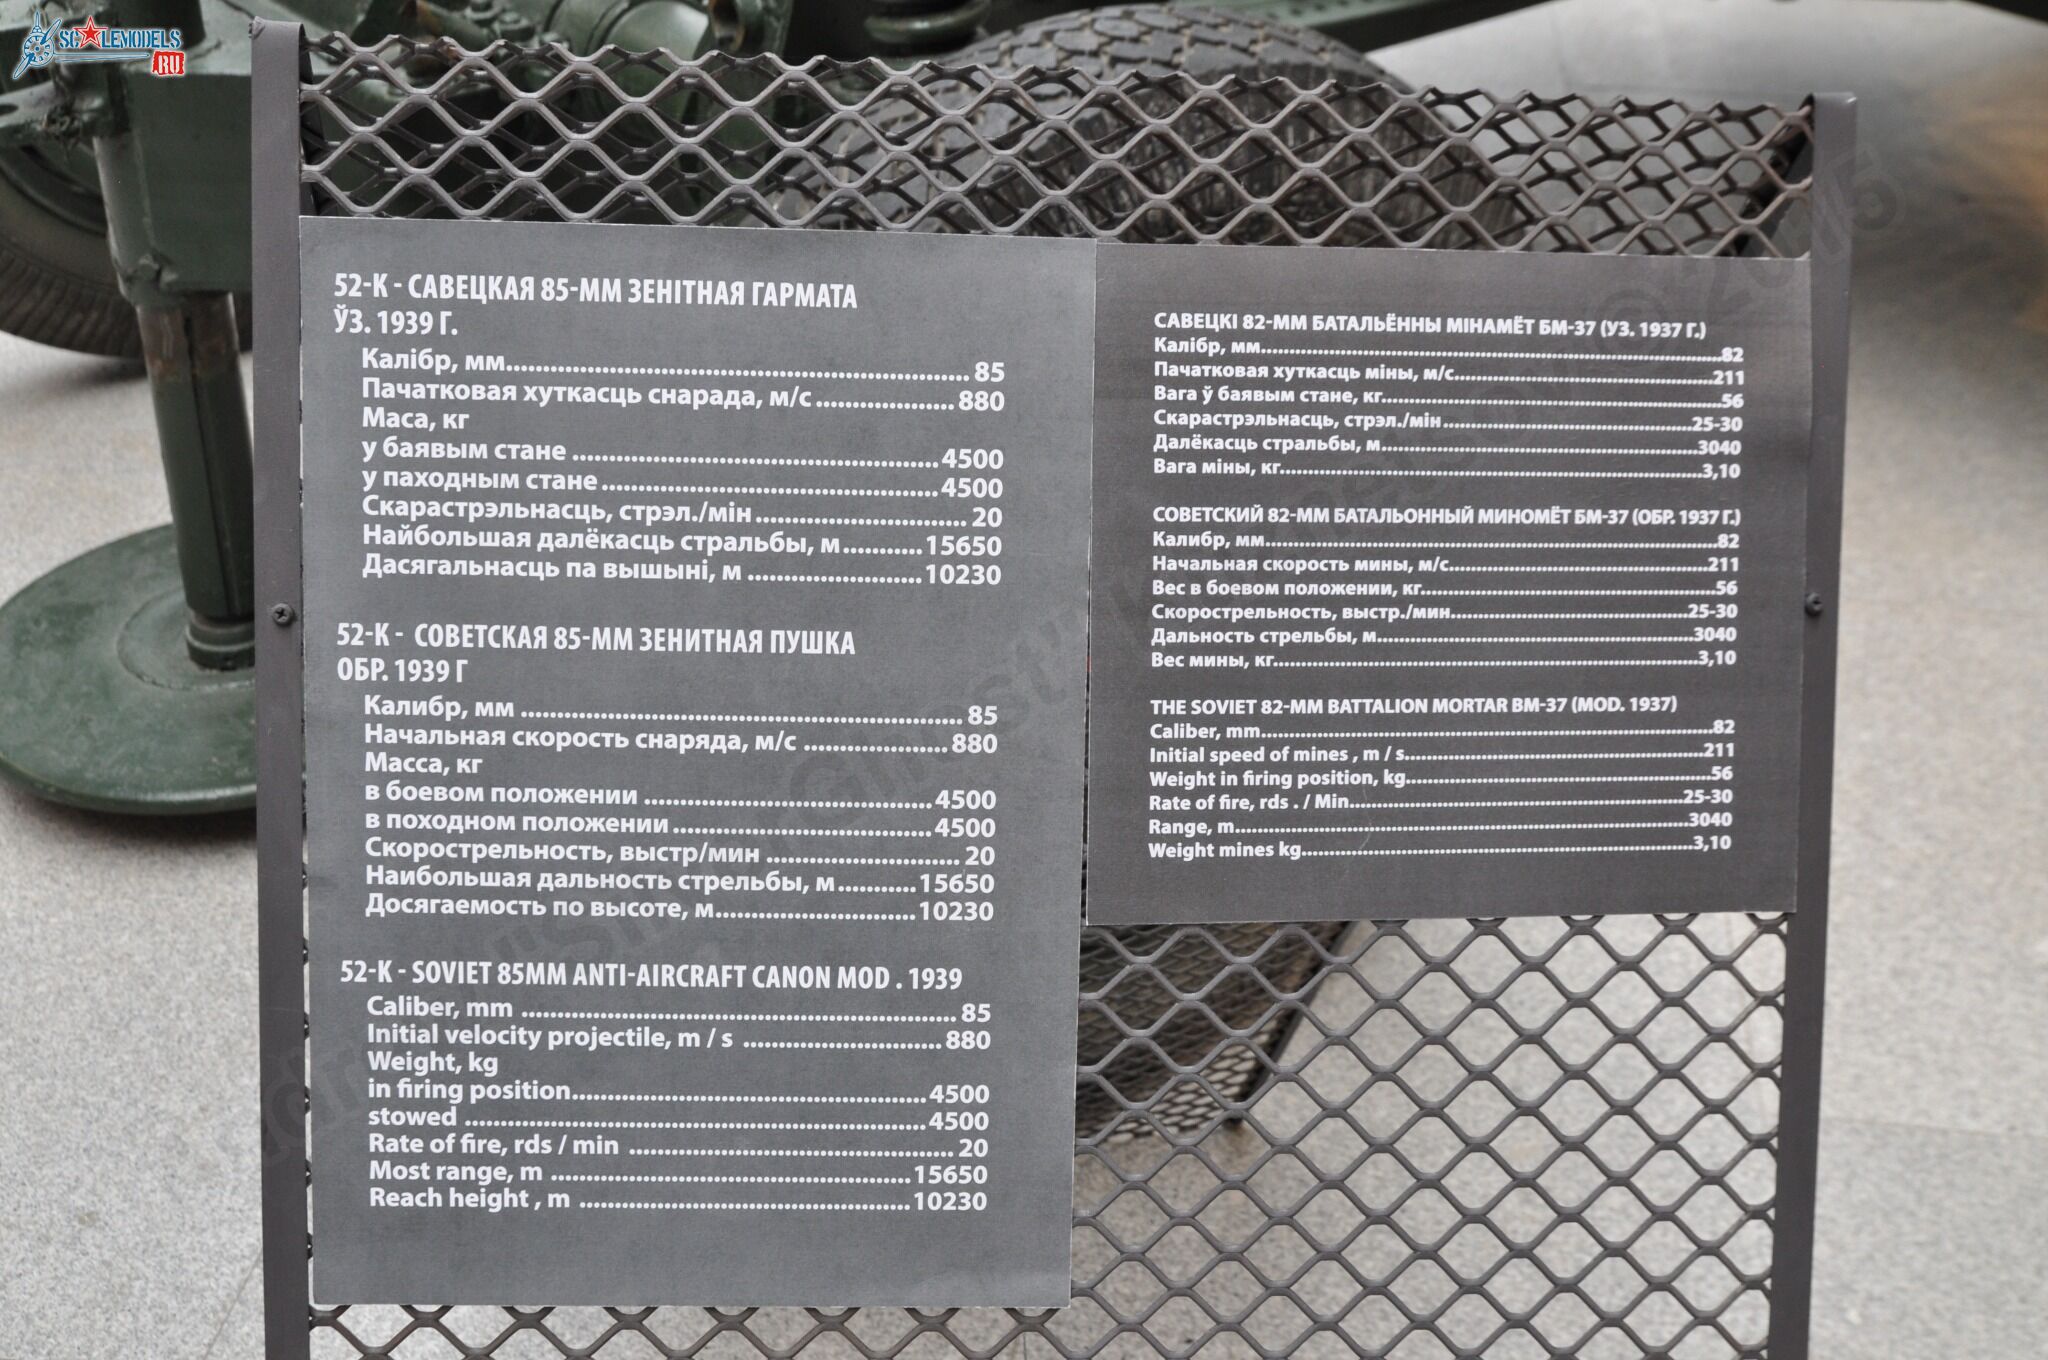 SCALEMODELS
RU
52-К - САВЕЦКАЯ 85-ММ ЗЕНІТНАЯ ГАРМАТА
ЎЗ. 1939 Г.
Калібр, мм.......... 85
Пачатковая хуткасць снарада, м/с .......... 880
Маса, кг
у баявым стане .......... 4500
у паходным стане .......... 4500
Скарастрэльнасць, стрэл./мін .......... 20
Найбольшая далёкасць стральбы, м .......... 15650
Дасягальнасць па вышыні, м .......... 10230
52-К - СОВЕТСКАЯ 85-ММ ЗЕНИТНАЯ ПУШКА
ОБР. 1939 Г
Калибр, мм .......... 85
Начальная скорость снаряда, м/с .......... 880
Масса, кг
в боевом положении .......... 4500
в походном положении .......... 4500
Скорострельность, выстр/мин .......... 20
Наибольшая дальность стрельбы, м .......... 15650
Досягаемость по высоте, м .......... 10230
52-K - SOVIET 85MM ANTI-AIRCRAFT CANON MOD . 1939
Caliber, mm .......... 85
Initial velocity projectile, m / s .......... 880
Weight, kg
in firing position .......... 4500
stowed .......... 4500
Rate of fire, rds / min .......... 20
Most range, m .......... 15650
Reach height , m .......... 10230
САВЕЦКІ 82-ММ БАТАЛЬЁННЫ МІНАМЁТ БМ-37 (УЗ. 1937 Г.)
Калібр, мм..........82
Пачатковая хуткасць міны, м/с..........211
Вага ў баявым стане, кг..........56
Скарастрэльнасць, стрэл./мін..........25-30
Далёкасць стральбы, м..........3040
Вага міны, кг..........3,10
СОВЕТСКИЙ 82-ММ БАТАЛЬОННЫЙ МИНОМЁТ БМ-37 (ОБР. 1937 Г.)
Калибр, мм..........82
Начальная скорость мины, м/с..........211
Вес в боевом положении, кг..........56
Скорострельность, выстр./мин..........25-30
Дальность стрельбы, м..........3040
Вес мины, кг..........3,10
THE SOVIET 82-MM BATTALION MORTAR BM-37 (MOD. 1937)
Caliber, mm..........82
Initial speed of mines , m / s..........211
Weight in firing position, kg..........56
Rate of fire, rds . / Min..........25-30
Range, m..........3040
Weight mines kg..........3,10